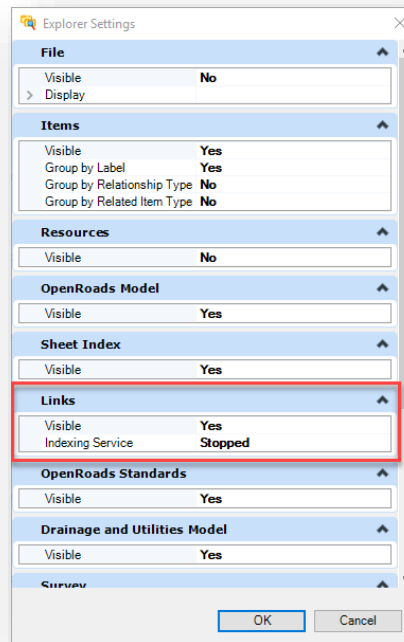 Explorer Settings
File
Visible No
Display
Items
Visible Yes
Group by Label Yes
Group by Relationship Type No
Group by Related Item Type No
Resources
Visible No
OpenRoads Model
Visible Yes
Sheet Index
Visible Yes
Links
Visible Yes
Indexing Service Stopped
OpenRoads Standards
Visible Yes
Drainage and Utilities Model
Visible Yes
Survey
OK Cancel